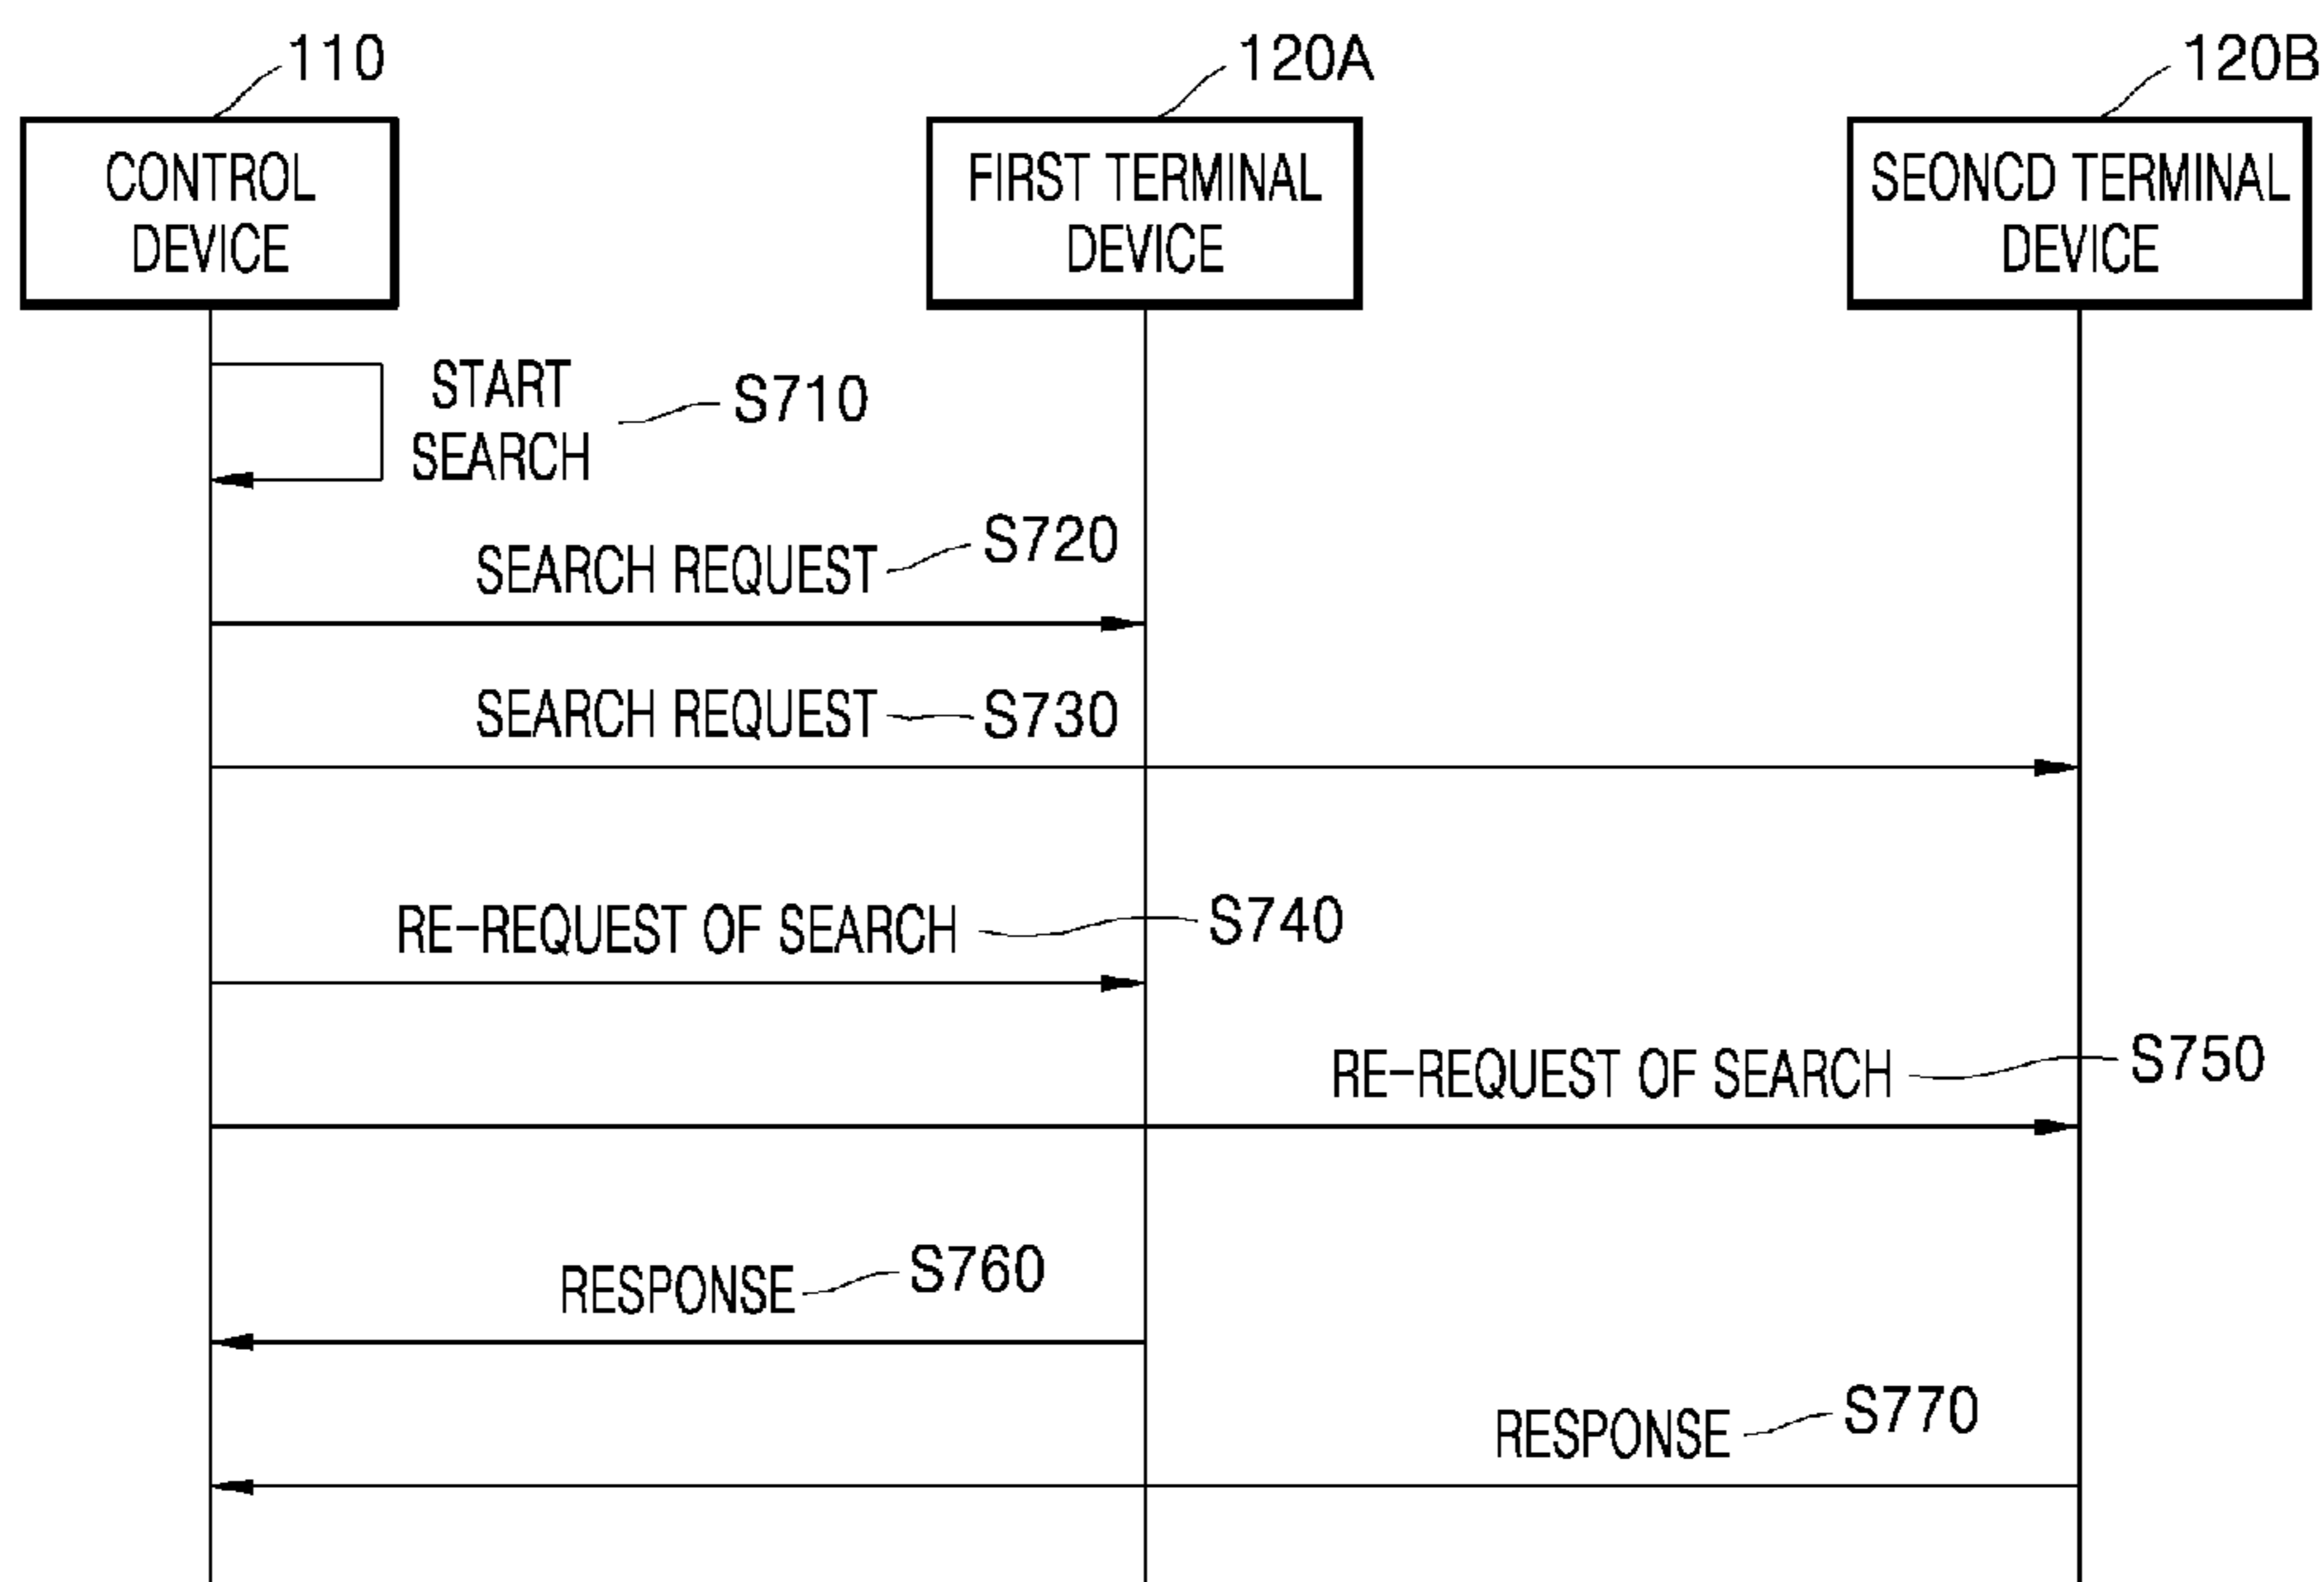 110
120A
120B
CONTROL
DEVICE
FIRST TERMINAL
DEVICE
SEONCD TERMINAL
DEVICE
START
SEARCH
S710
SEARCH REQUEST
S720
SEARCH REQUEST
S730
RE-REQUEST OF SEARCH
S740
RE-REQUEST OF SEARCH
S750
RESPONSE
S760
RESPONSE
S770